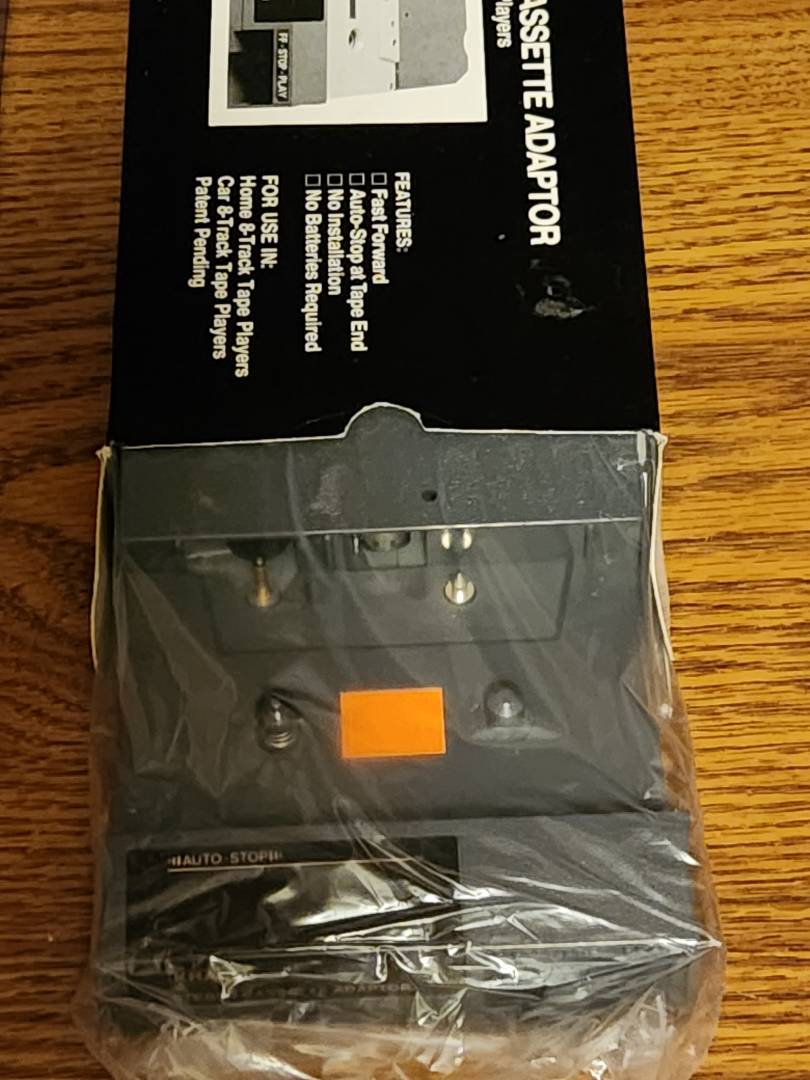 ASSETTE ADAPTOR
layers
FF · STOP · PLAY
FEATURES:
□ Fast Forward
□ Auto-Stop at Tape End
□ No Installation
□ No Batteries Required
FOR USE IN:
Home 8-Track Tape Players
Car 8-Track Tape Players
Patent Pending
AUTO-STOP
ADAPTOR